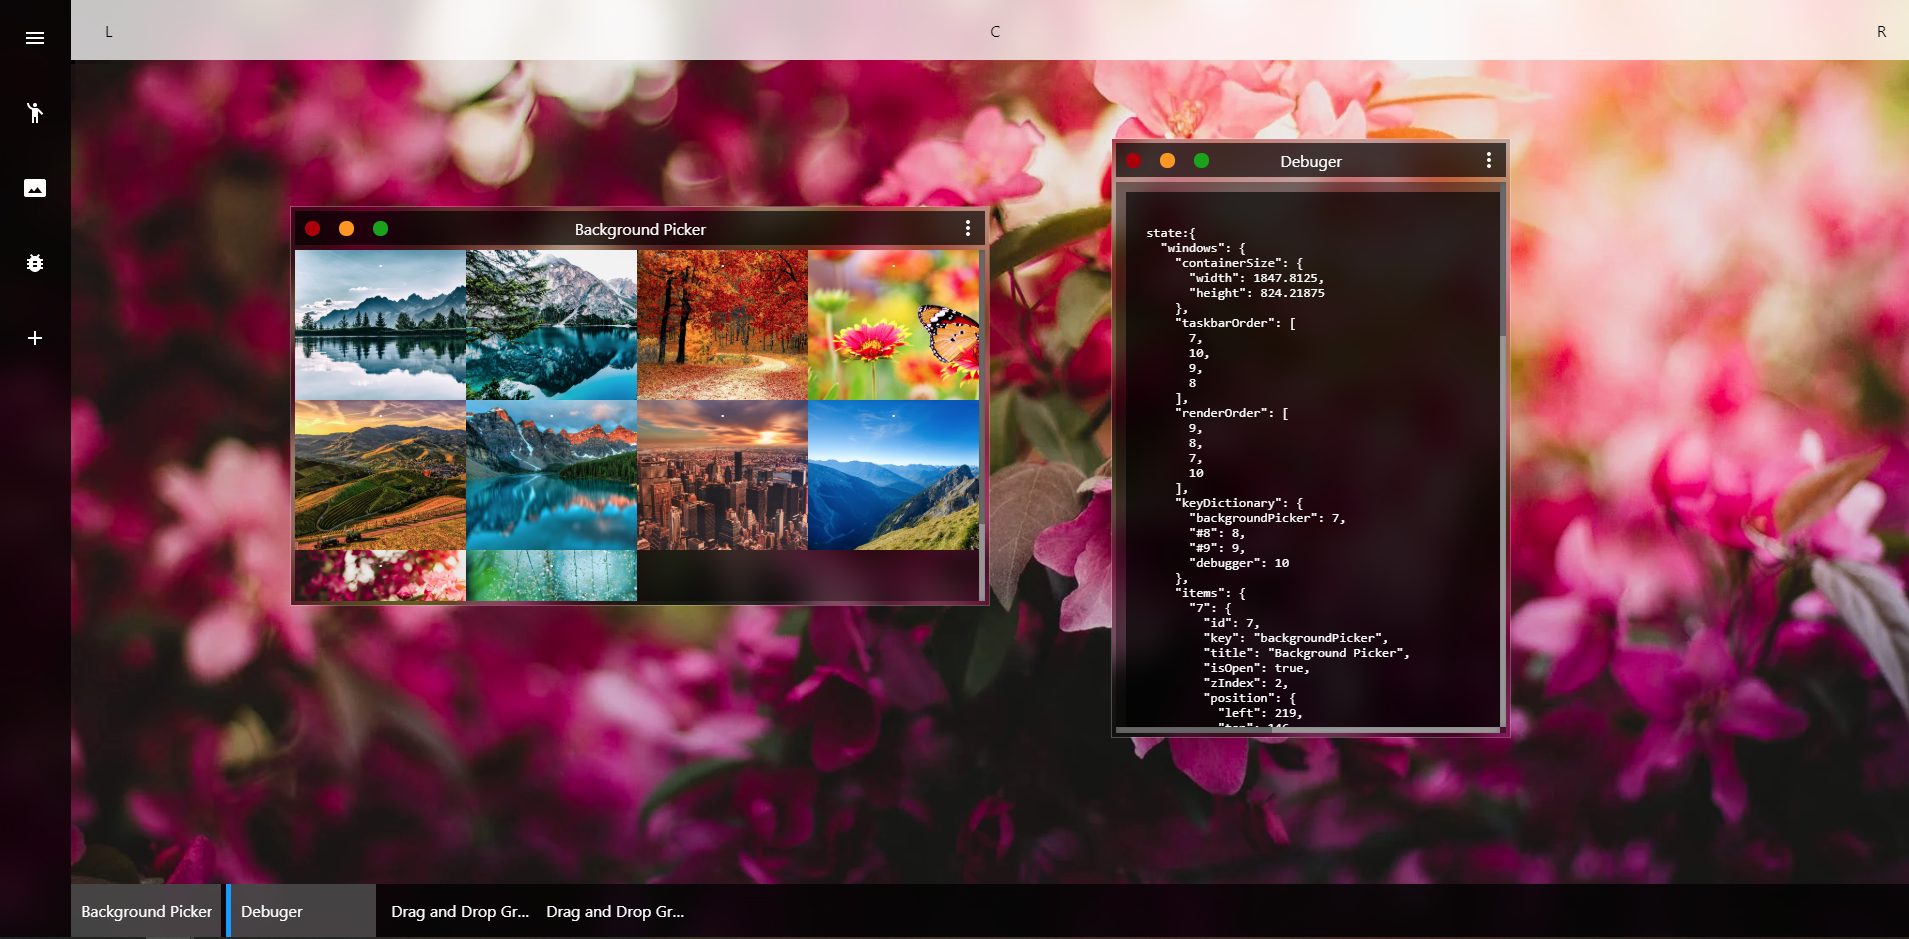 L C R
Background Picker
Debuger
state:{
"windows": {
"containerSize": {
"width": 1847.8125,
"height": 824.21875
},
"taskbarOrder": [
7,
10,
9,
8
],
"renderOrder": [
9,
8,
7,
10
],
"keyDictionary": {
"backgroundPicker": 7,
"#8": 8,
"#9": 9,
"debugger": 10
},
"items": {
"7": {
"id": 7,
"key": "backgroundPicker",
"title": "Background Picker",
"isOpen": true,
"zIndex": 2,
"position": {
"left": 219,
"top": 146
Background Picker Debuger Drag and Drop Gr... Drag and Drop Gr...